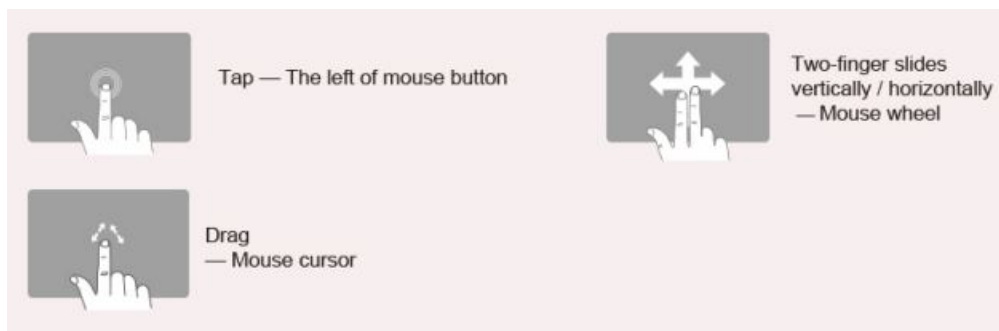 Tap — The left of mouse button
Two-finger slides
vertically / horizontally
— Mouse wheel
Drag
— Mouse cursor